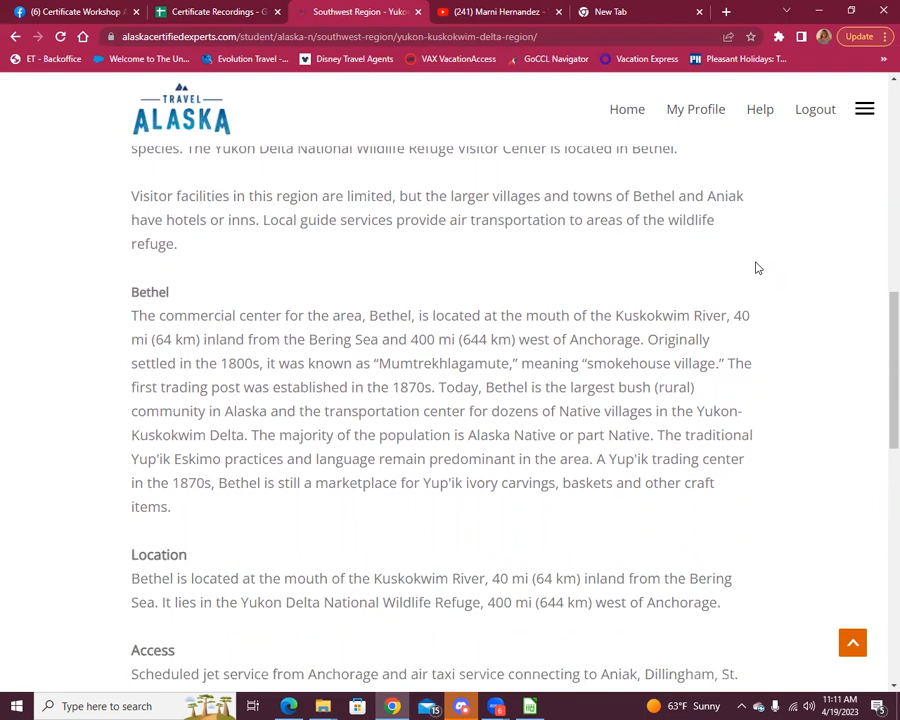 (6) Certificate Workshop A
Certificate Recordings - G
Southwest Region - Yuko
(241) Marni Hernandez -
New Tab
alaskacertifiedexperts.com/student/alaska-n/southwest-region/yukon-kuskokwim-delta-region/
Update
ET - Backoffice
Welcome to The Un...
Evolution Travel -...
Disney Travel Agents
VAX VacationAccess
GoCCL Navigator
Vacation Express
Pleasant Holidays: T...
TRAVEL
ALASKA
Home
My Profile
Help
Logout
species. The Yukon Delta National Wildlife Refuge Visitor Center is located in Bethel.
Visitor facilities in this region are limited, but the larger villages and towns of Bethel and Aniak
have hotels or inns. Local guide services provide air transportation to areas of the wildlife
refuge.
Bethel
The commercial center for the area, Bethel, is located at the mouth of the Kuskokwim River, 40
mi (64 km) inland from the Bering Sea and 400 mi (644 km) west of Anchorage. Originally
settled in the 1800s, it was known as “Mumtrekhlagamute,” meaning “smokehouse village.” The
first trading post was established in the 1870s. Today, Bethel is the largest bush (rural)
community in Alaska and the transportation center for dozens of Native villages in the Yukon-
Kuskokwim Delta. The majority of the population is Alaska Native or part Native. The traditional
Yup'ik Eskimo practices and language remain predominant in the area. A Yup'ik trading center
in the 1870s, Bethel is still a marketplace for Yup'ik ivory carvings, baskets and other craft
items.
Location
Bethel is located at the mouth of the Kuskokwim River, 40 mi (64 km) inland from the Bering
Sea. It lies in the Yukon Delta National Wildlife Refuge, 400 mi (644 km) west of Anchorage.
Access
Scheduled jet service from Anchorage and air taxi service connecting to Aniak, Dillingham, St.
Type here to search
15
6
63°F Sunny
11:11 AM
4/19/2023
5